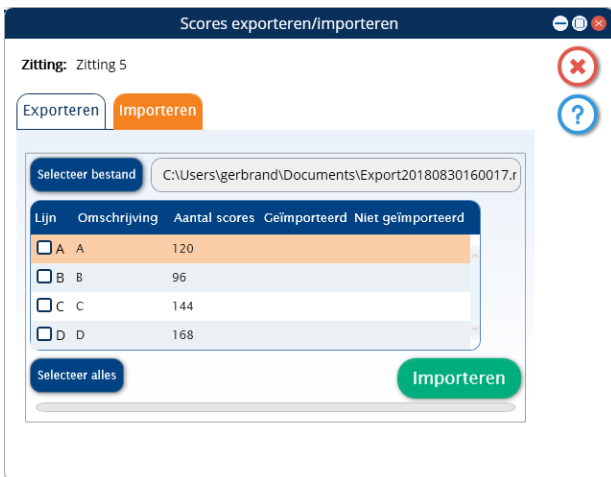 Scores exporteren/importeren
Zitting: Zitting 5
Exporteren Importeren
?
Selecteer bestand C:\Users\gerbrand\Documents\Export20180830160017.r
Lijn Omschrijving Aantal scores Geïmporteerd Niet geïmporteerd
A A 120
B B 96
C C 144
D D 168
Selecteer alles Importeren